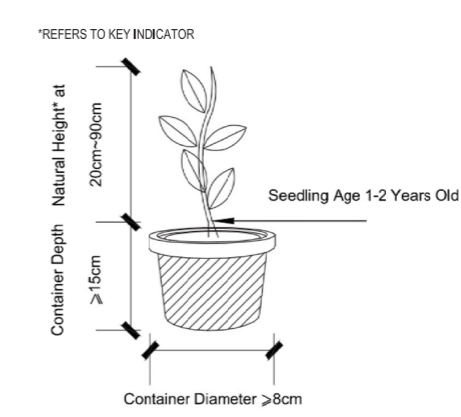 *REFERS TO KEY INDICATOR
Natural Height* at
20cm~90cm
Seedling Age 1-2 Years Old
Container Depth
⩾15cm
Container Diameter ⩾8cm